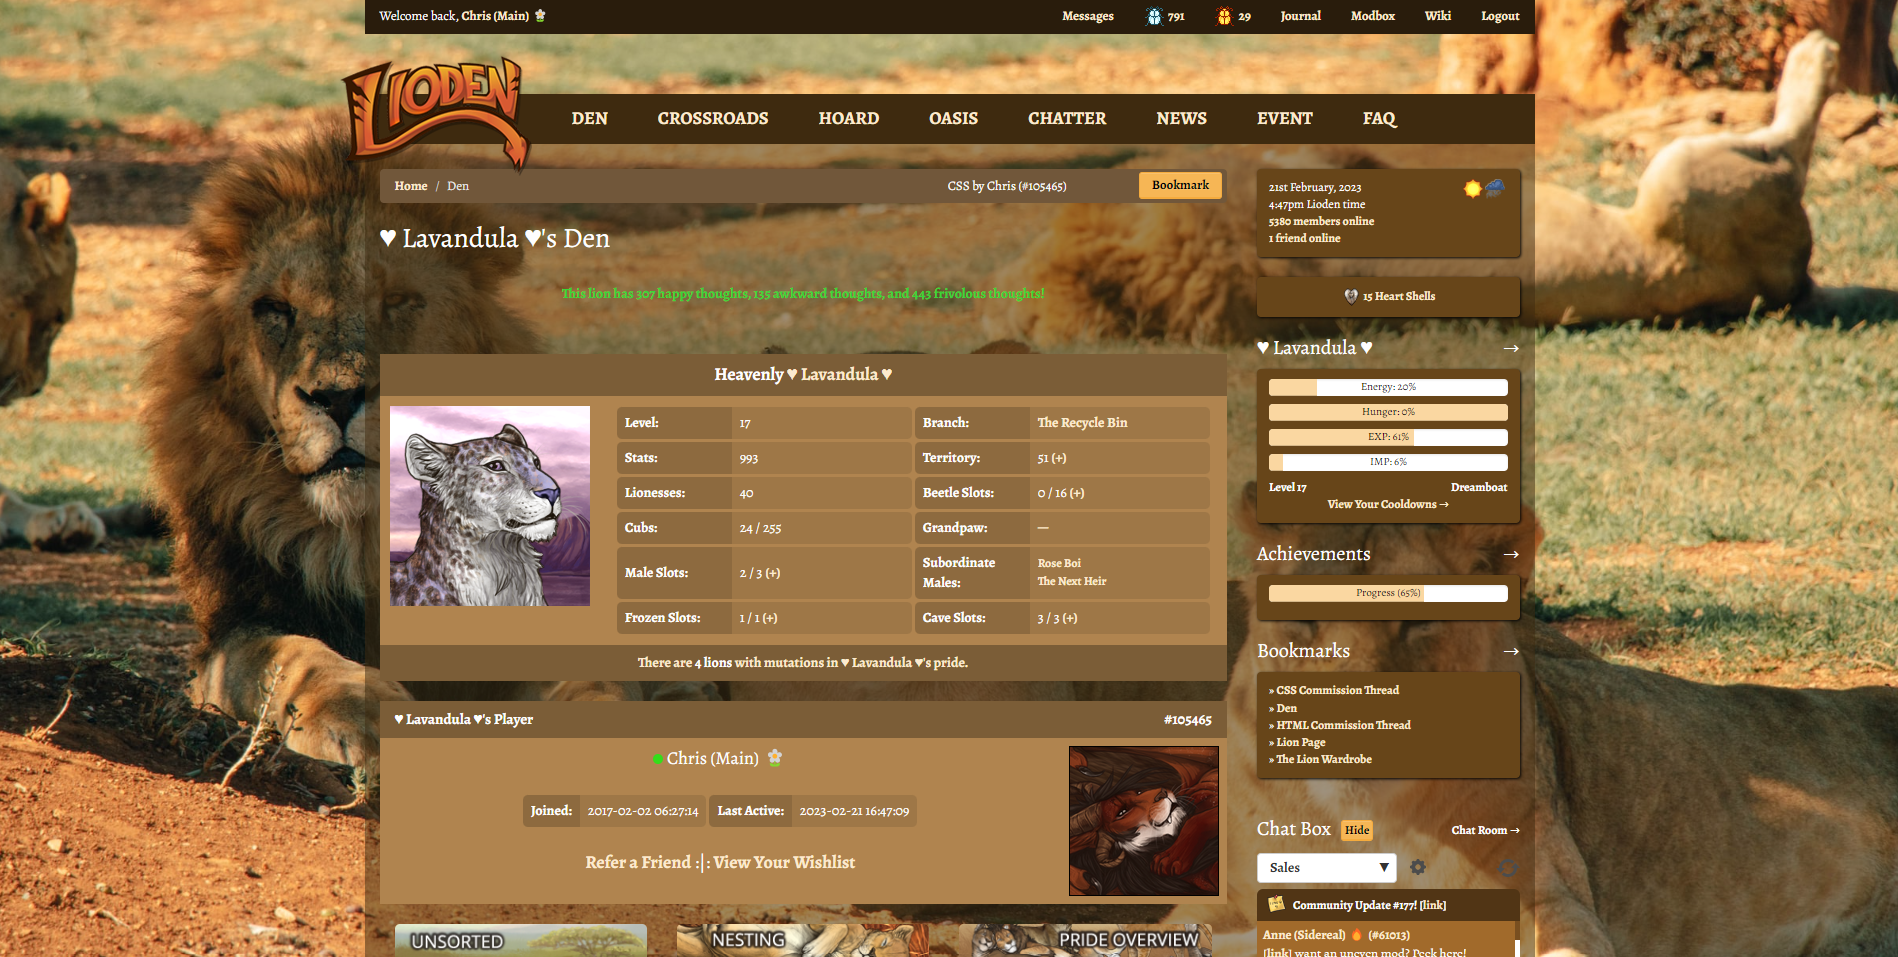 Welcome back, Chris (Main)
Messages 791 29 Journal Modbox Wiki Logout
LIODEN
DEN CROSSROADS HOARD OASIS CHATTER NEWS EVENT FAQ
Home / Den CSS by Chris (#105465) Bookmark
♥ Lavandula ♥'s Den
This lion has 307 happy thoughts, 135 awkward thoughts, and 443 frivolous thoughts!
Heavenly ♥ Lavandula ♥
Level: 17 Branch: The Recycle Bin
Stats: 993 Territory: 51 (+)
Lionesses: 40 Beetle Slots: 0 / 16 (+)
Cubs: 24 / 255 Grandpaw: —
Male Slots: 2 / 3 (+) Subordinate Males: Rose Boi
The Next Heir
Frozen Slots: 1 / 1 (+) Cave Slots: 3 / 3 (+)
There are 4 lions with mutations in ♥ Lavandula ♥'s pride.
♥ Lavandula ♥'s Player #105465
Chris (Main)
Joined: 2017-02-02 06:27:14 Last Active: 2023-02-21 16:47:09
Refer a Friend :|: View Your Wishlist
UNSORTED NESTING PRIDE OVERVIEW
21st February, 2023
4:47pm Lioden time
5380 members online
1 friend online
15 Heart Shells
♥ Lavandula ♥ →
Energy: 20%
Hunger: 0%
EXP: 61%
IMP: 6%
Level 17 Dreamboat
View Your Cooldowns →
Achievements →
Progress (65%)
Bookmarks →
» CSS Commission Thread
» Den
» HTML Commission Thread
» Lion Page
» The Lion Wardrobe
Chat Box Hide Chat Room →
Sales ▼
Community Update #177! [link]
Anne (Sidereal) (#61013)
[link] want an uneven mod? Peek here!